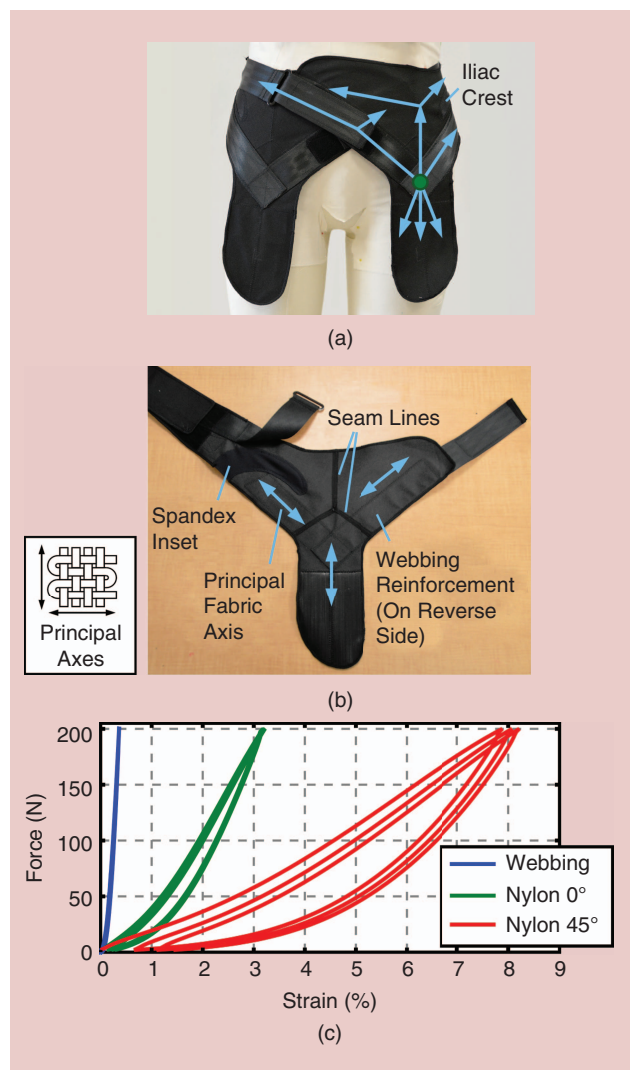 Iliac
Crest
(a)
Seam Lines
Spandex
Inset
Principal
Fabric
Axis
Webbing
Reinforcement
(On Reverse
Side)
Principal
Axes
(b)
200
150
100
50
0
Force (N)
Webbing
Nylon 0°
Nylon 45°
0 1 2 3 4 5 6 7 8 9
Strain (%)
(c)